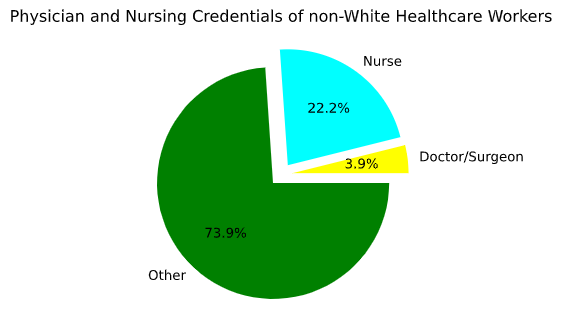 Physician and Nursing Credentials of non-White Healthcare Workers
Nurse
22.2%
Doctor/Surgeon
3.9%
73.9%
Other